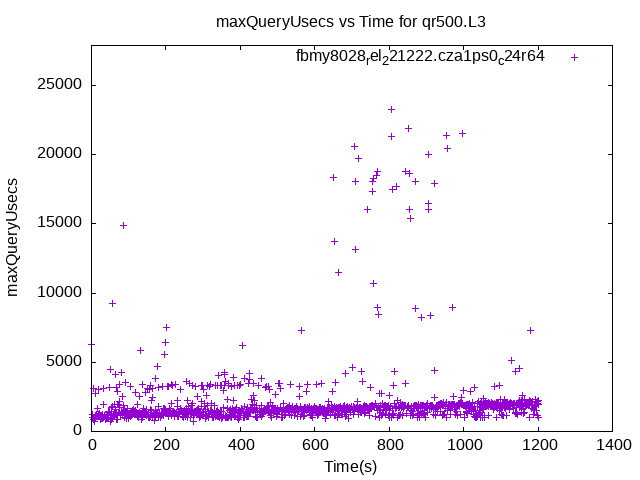 maxQueryUsecs vs Time for qr500.L3
fbmy8028_rel_221222.cza1ps0_c24r64
25000
20000
15000
10000
5000
0
maxQueryUsecs
0 200 400 600 800 1000 1200 1400
Time(s)